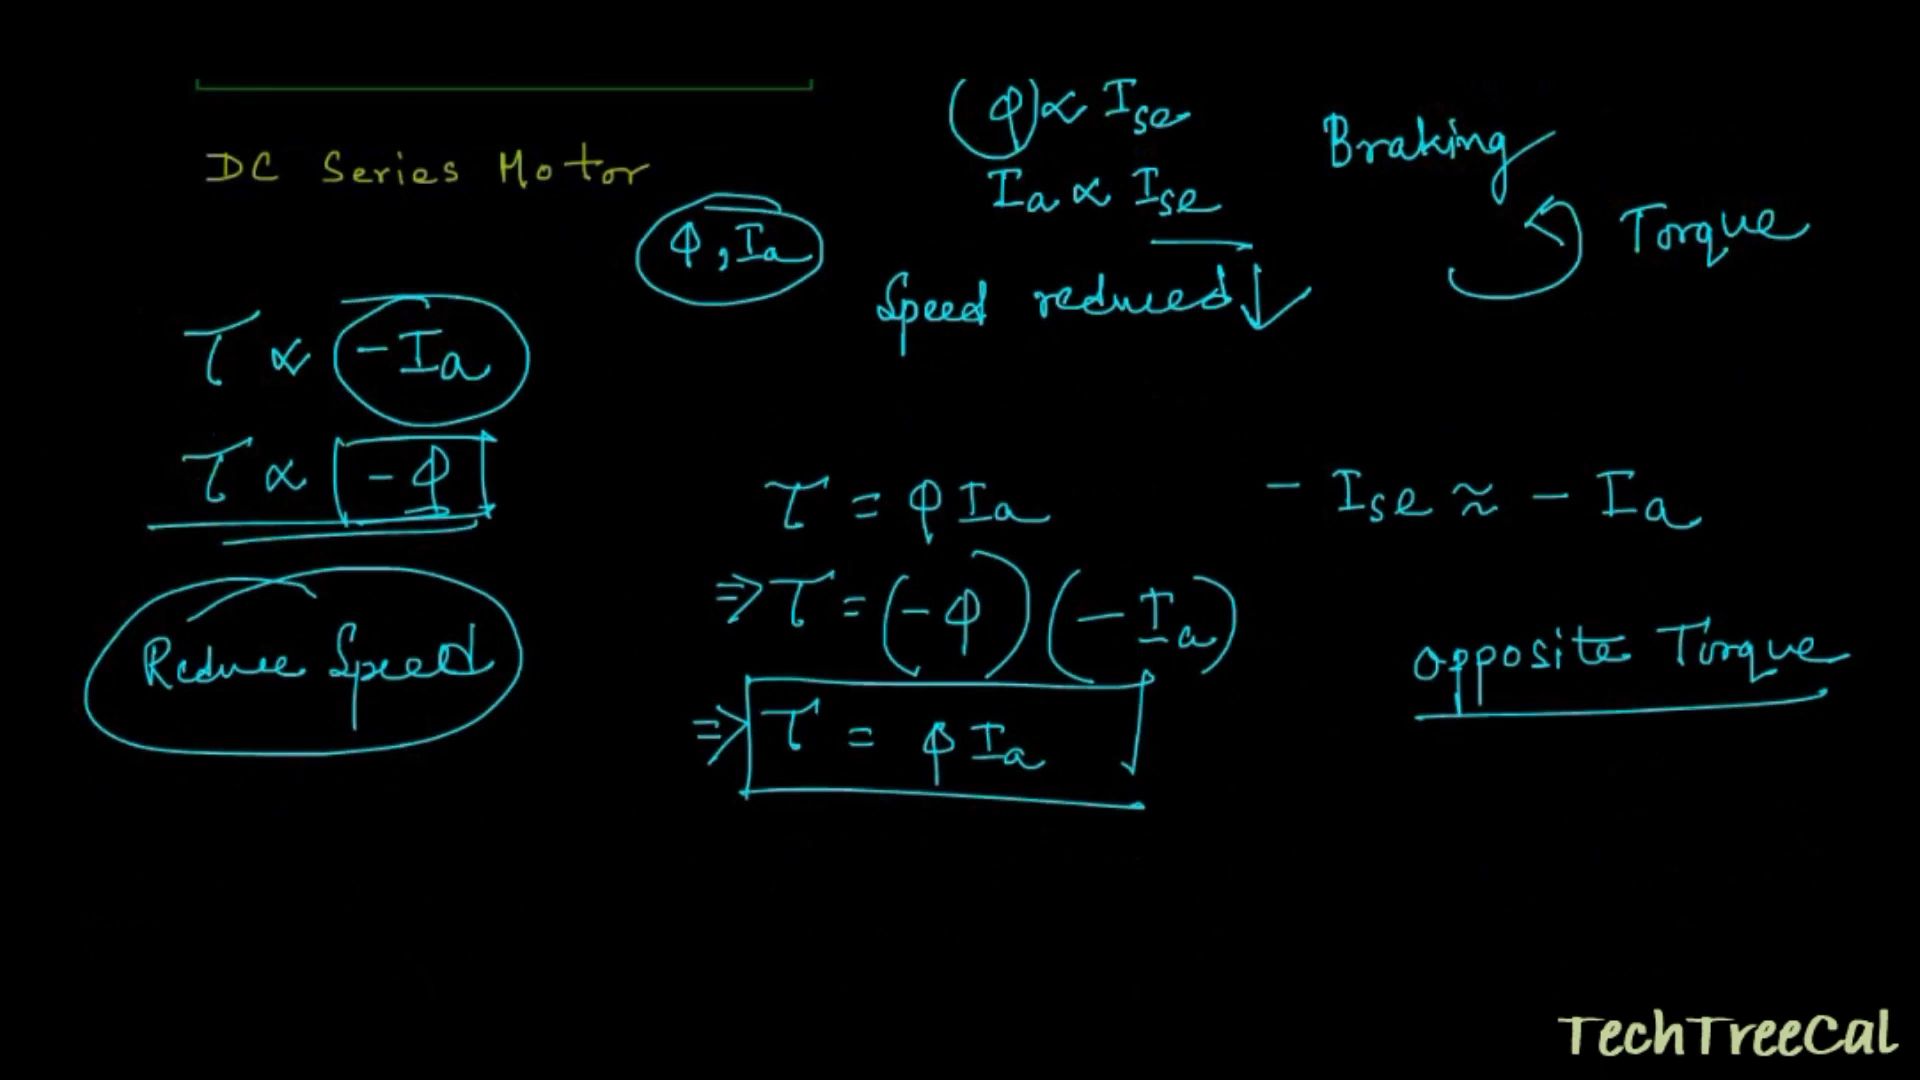 DC Series Motor
τ ∝ -Ia
τ ∝ -φ
Reduce Speed
φ, Ia
φ ∝ Ise
Ia ∝ Ise
Speed reduced ↓
Braking
Torque
τ = φ Ia
⇒ τ = (-φ) (-Ia)
⇒ τ = φ Ia
- Ise ≈ - Ia
opposite Torque
TechTreeCal